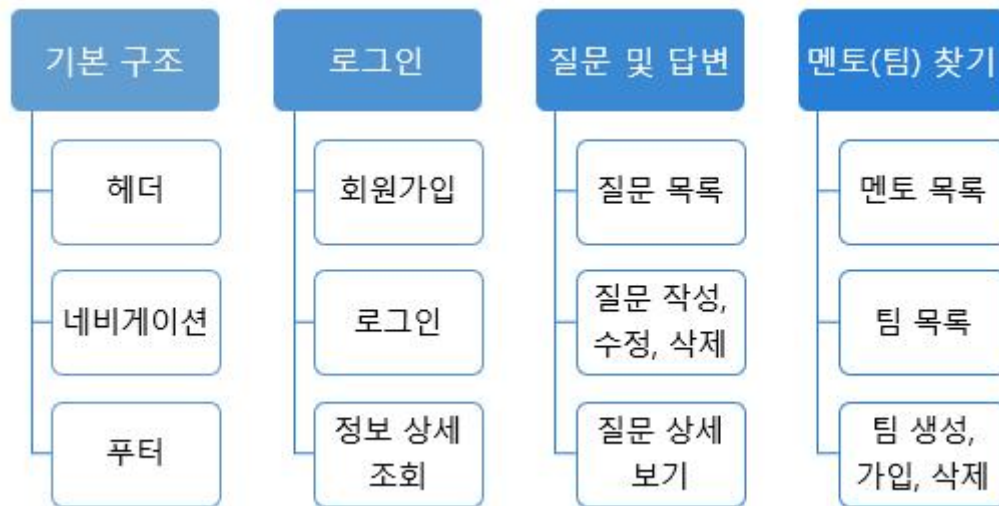 기본 구조
헤더
네비게이션
푸터
로그인
회원가입
로그인
정보 상세
조회
질문 및 답변
질문 목록
질문 작성,
수정, 삭제
질문 상세
보기
멘토(팀) 찾기
멘토 목록
팀 목록
팀 생성,
가입, 삭제